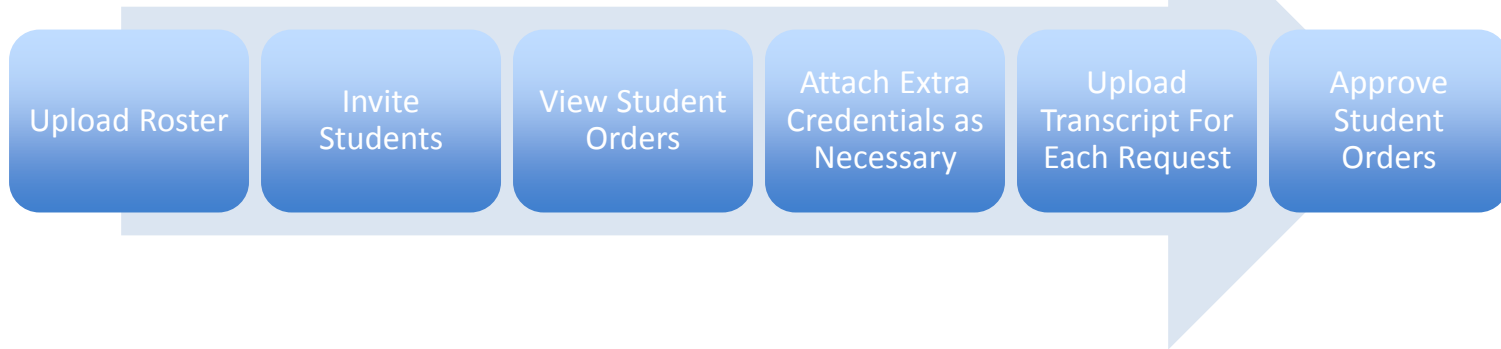 Upload Roster
Invite
Students
View Student
Orders
Attach Extra
Credentials as
Necessary
Upload
Transcript For
Each Request
Approve
Student
Orders